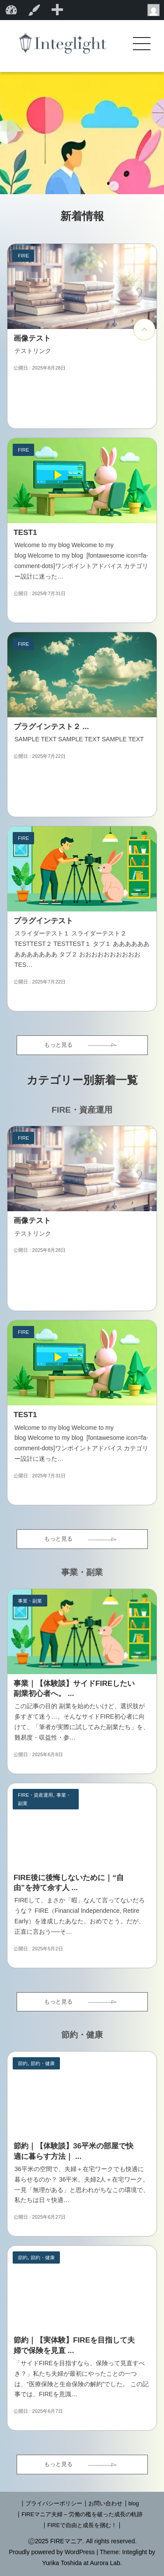 Integlight
新着情報
FIRE
画像テスト
テストリンク
公開日 : 2025年8月28日
FIRE
TEST1
Welcome to my blog Welcome to my
blog Welcome to my blog  [fontawesome icon=fa-
comment-dots]ワンポイントアドバイス カテゴリ
ー設計に迷った…
公開日 : 2025年7月31日
FIRE
プラグインテスト２ ...
SAMPLE TEXT SAMPLE TEXT SAMPLE TEXT
公開日 : 2025年7月22日
FIRE
プラグインテスト
スライダーテスト１ スライダーテスト２
TESTTEST２ TESTTEST１ タブ１ ああああああ
あああああああ タブ２ おおおおおおおおおお
TES…
公開日 : 2025年7月22日
もっと見る
カテゴリー別新着一覧
FIRE・資産運用
FIRE
画像テスト
テストリンク
公開日 : 2025年8月28日
FIRE
TEST1
Welcome to my blog Welcome to my
blog Welcome to my blog  [fontawesome icon=fa-
comment-dots]ワンポイントアドバイス カテゴリ
ー設計に迷った…
公開日 : 2025年7月31日
もっと見る
事業・副業
事業・副業
事業｜【体験談】サイドFIREしたい
副業初心者へ。 ...
この記事の目的 副業を始めたいけど、選択肢が
多すぎて迷う…。そんなサイドFIRE初心者に向
けて、「筆者が実際に試してみた副業たち」を、
難易度・収益性・参…
公開日 : 2025年6月8日
FIRE・資産運用, 事業・
副業
FIRE後に後悔しないために｜“自
由”を持て余す人 ...
FIREして、まさか「暇」なんて言ってないだろ
うな？ FIRE（Financial Independence, Retire
Early）を達成したあなた、おめでとう。だが、
正直に言おう──そ…
公開日 : 2025年5月2日
もっと見る
節約・健康
節約, 節約・健康
節約｜【体験談】36平米の部屋で快
適に暮らす方法｜ ...
36平米の空間で、夫婦＋在宅ワークでも快適に
暮らせるのか？ 36平米。夫婦2人＋在宅ワーク。
一見「無理がある」と思われがちなこの環境で、
私たちは日々快適…
公開日 : 2025年6月27日
節約, 節約・健康
節約｜【実体験】FIREを目指して夫
婦で保険を見直 ...
「サイドFIREを目指すなら、保険って見直すべ
き？」私たち夫婦が最初にやったことの一つ
は、“医療保険と生命保険の解約”でした。 この記
事では、FIREを意識…
公開日 : 2025年6月7日
もっと見る
| プライバシーポリシー | お問い合わせ | blog
| FIREマニア夫婦 – 労働の檻を破った成長の軌跡
| FIREで自由と成長を掴む！ |
Ⓒ2025 FIREマニア. All rights reserved.
Proudly powered by WordPress | Theme: Integlight by
Yurika Toshida at Aurora Lab.